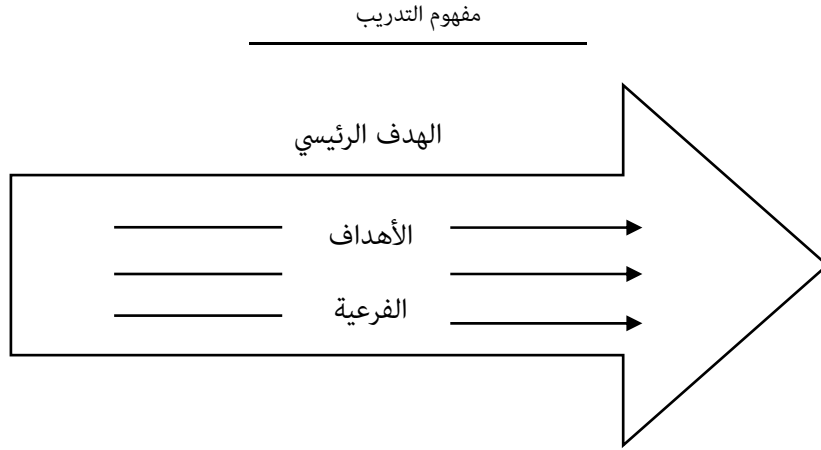 مفهوم التدريب
الهدف الرئيسي
الأهداف
الفرعية